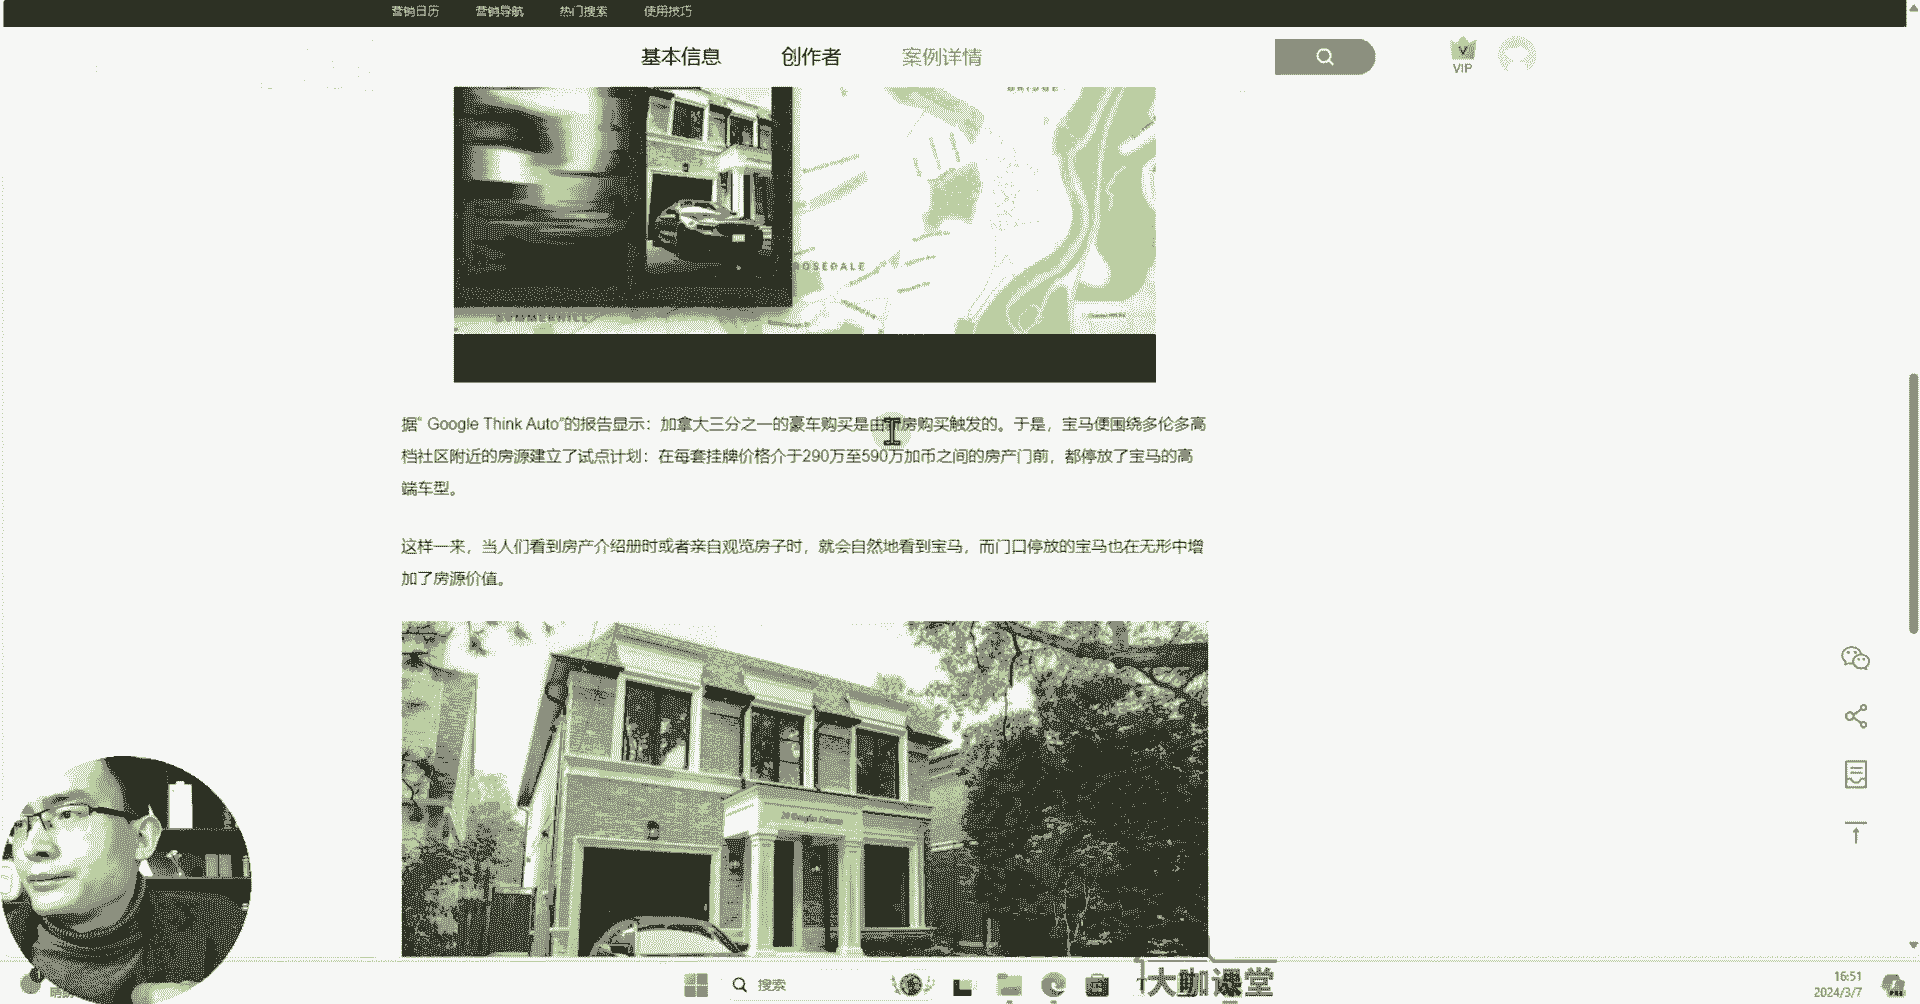 营销日历 营销导航 热门搜索 使用技巧
基本信息 创作者 案例详情
VIP
BRIDGE
ROSEDALE
SUMMERHILL
据“ Google Think Auto”的报告显示：加拿大三分之一的豪车购买是由 房购买触发的。于是，宝马便围绕多伦多高
档社区附近的房源建立了试点计划：在每套挂牌价格介于290万至590万加币之间的房产门前，都停放了宝马的高
端车型。
这样一来，当人们看到房产介绍册时或者亲自观览房子时，就会自然地看到宝马，而门口停放的宝马也在无形中增
加了房源价值。
搜索
大咖课堂
16:51
2024/3/7